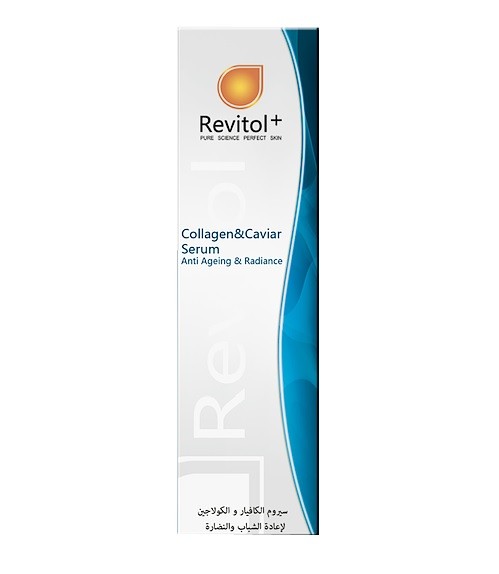 Revitol+
PURE SCIENCE PERFECT SKIN
Revitol
Collagen&Caviar
Serum
Anti Ageing & Radiance
سيروم الكافيار و الكولاجين
لإعادة الشباب والنضارة